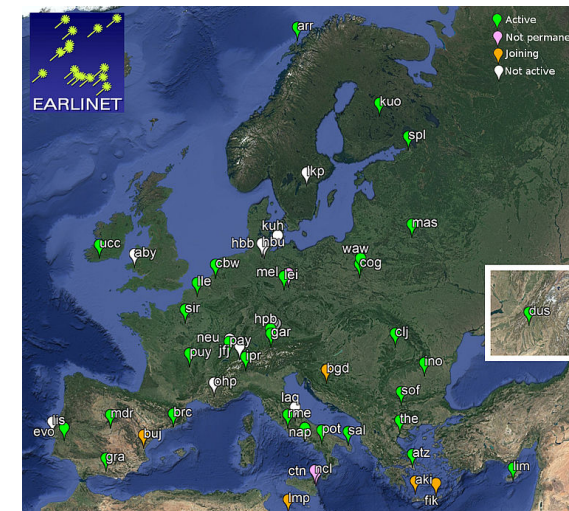 EARLINET
Active
Not permane
Joining
Not active
arr
kuo
spl
lkp
mas
kuh
hbb
hbu
ucc
aby
waw
cog
cbw
mel
lei
lle
sir
dus
hpb
gar
neu
pay
jfj
puy
ipr
clj
ino
ohp
bgd
sof
laq
rme
lis
evo
mdr
brc
buj
nap
pot
sal
the
gra
atz
ctn
ncl
lim
aki
fik
lmp